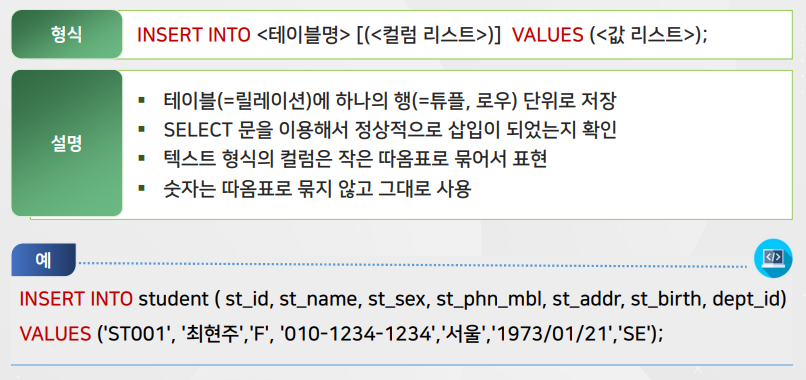 형식
INSERT INTO <테이블명> [(<컬럼 리스트>)] VALUES (<값 리스트>);
설명
▪ 테이블(=릴레이션)에 하나의 행(=튜플, 로우) 단위로 저장
▪ SELECT 문을 이용해서 정상적으로 삽입이 되었는지 확인
▪ 텍스트 형식의 컬럼은 작은 따옴표로 묶어서 표현
▪ 숫자는 따옴표로 묶지 않고 그대로 사용
예
</>
INSERT INTO student ( st_id, st_name, st_sex, st_phn_mbl, st_addr, st_birth, dept_id)
VALUES ('ST001', '최현주','F', '010-1234-1234','서울','1973/01/21','SE');